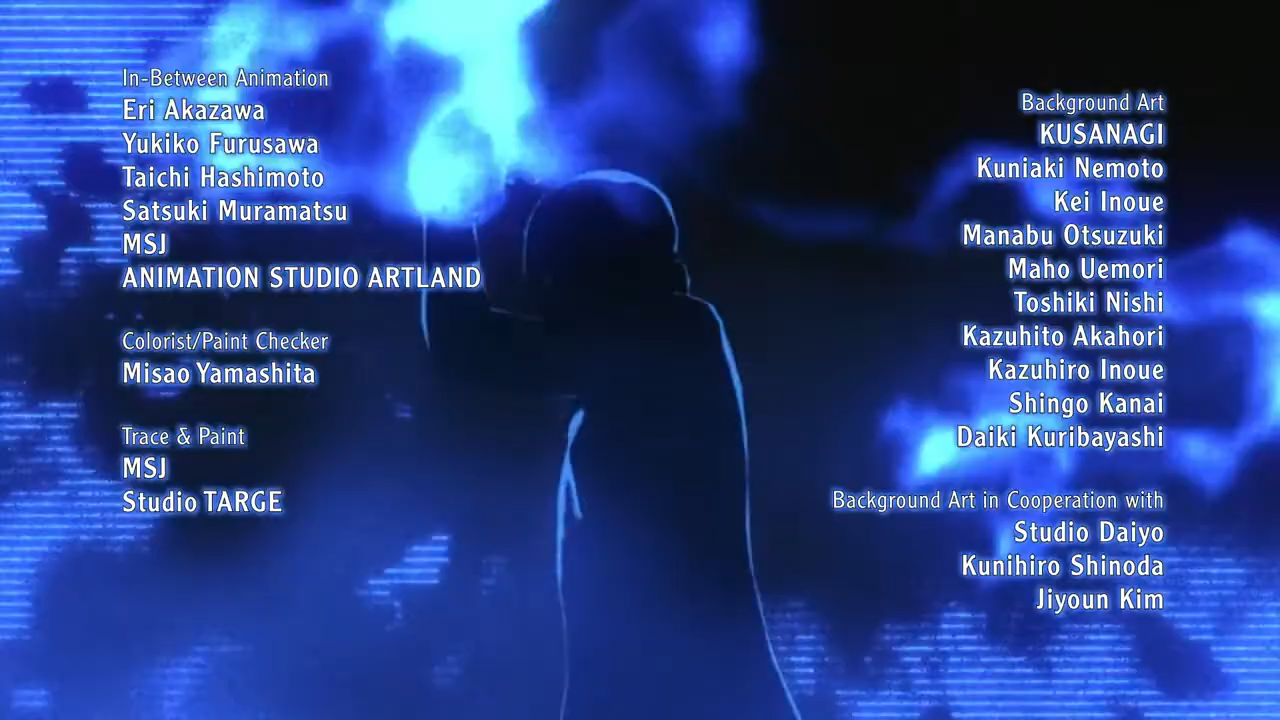 In-Between Animation
Eri Akazawa
Yukiko Furusawa
Taichi Hashimoto
Satsuki Muramatsu
MSJ
ANIMATION STUDIO ARTLAND
Colorist/Paint Checker
Misao Yamashita
Trace & Paint
MSJ
Studio TARGE
Background Art
KUSANAGI
Kuniaki Nemoto
Kei Inoue
Manabu Otsuzuki
Maho Uemori
Toshiki Nishi
Kazuhito Akahori
Kazuhiro Inoue
Shingo Kanai
Daiki Kuribayashi
Background Art in Cooperation with
Studio Daiyo
Kunihiro Shinoda
Jiyoun Kim